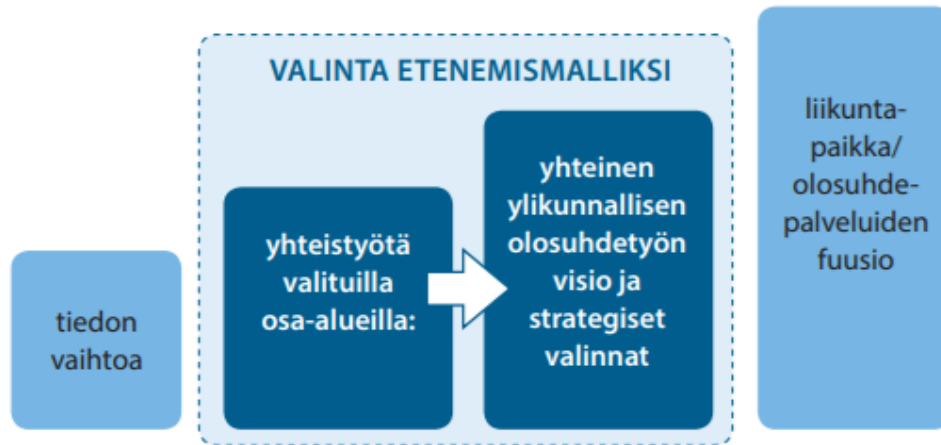 VALINTA ETENEMISMALLIKSI
tiedon
vaihtoa
yhteistyötä
valituilla
osa-alueilla:
yhteinen
ylikunnallisen
olosuhdetyön
visio ja
strategiset
valinnat
liikunta-
paikka/
olosuhde-
palveluiden
fuusio